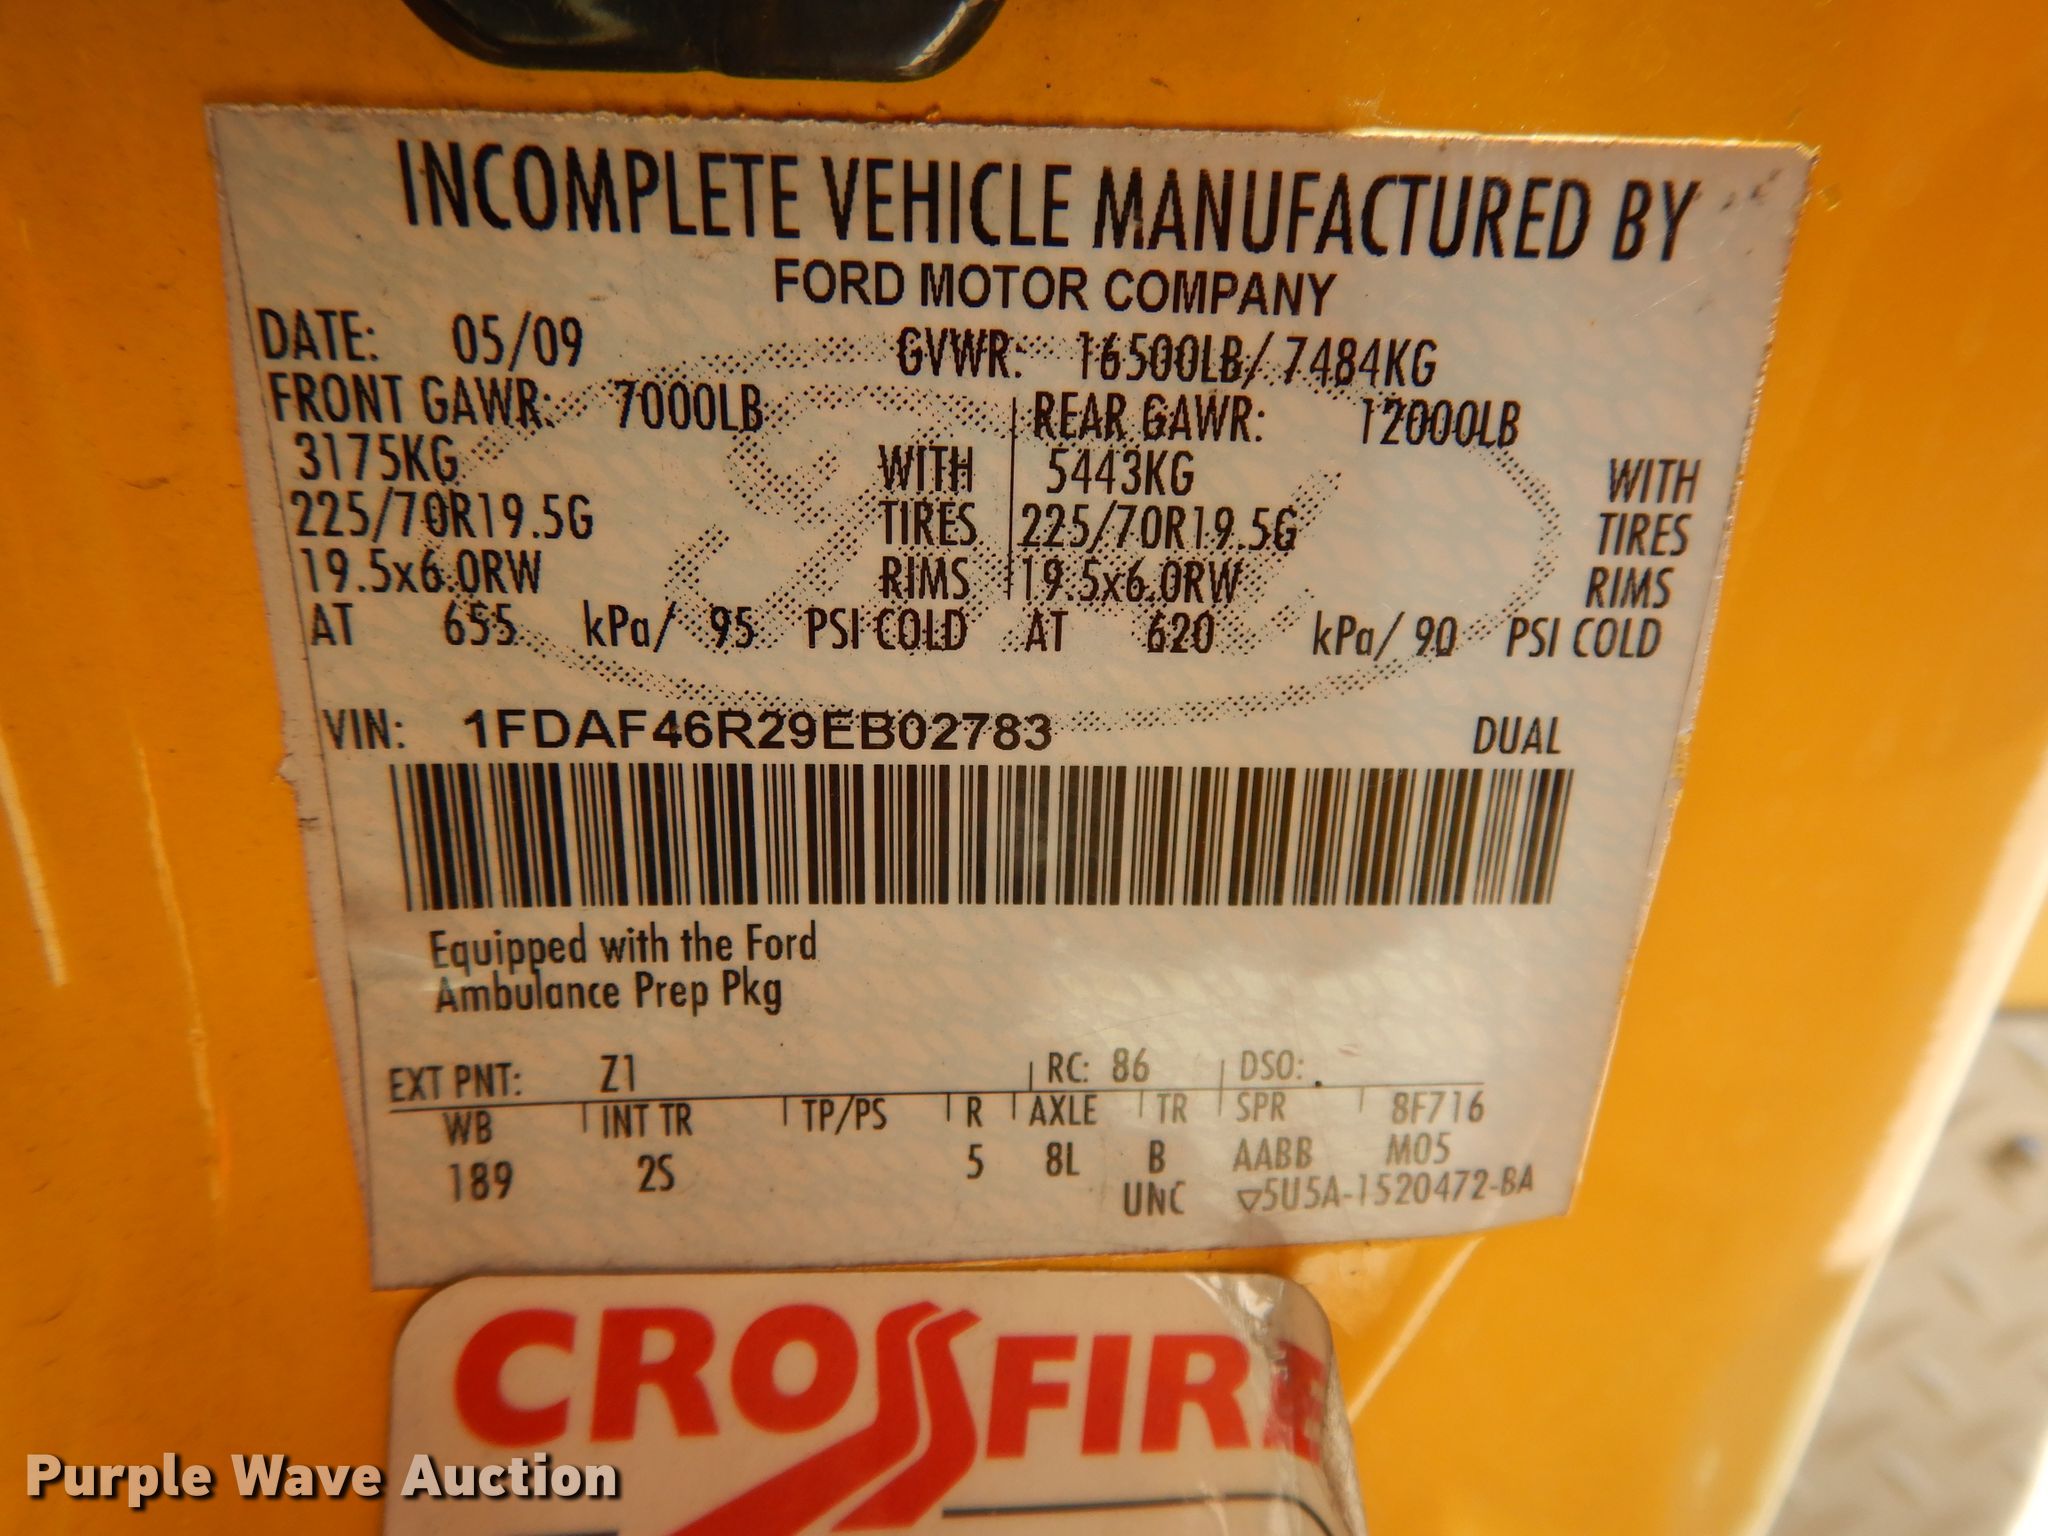 INCOMPLETE VEHICLE MANUFACTURED BY
FORD MOTOR COMPANY
DATE: 05/09 GVWR: 16500LB/ 7484KG
FRONT GAWR: 7000LB REAR GAWR: 12000LB
3175KG WITH 5443KG WITH
225/70R19.5G TIRES 225/70R19.5G TIRES
19.5x6.0RW RIMS 19.5x6.0RW RIMS
AT 655 kPa/ 95 PSI COLD AT 620 kPa/ 90 PSI COLD
VIN: 1FDAF46R29EB02783 DUAL
Equipped with the Ford
Ambulance Prep Pkg
EXT PNT: Z1 RC: 86 DSO: .
WB INT TR TP/PS R AXLE TR SPR 8F716
189 2S 5 8L B AABB M05
UNC ▽5U5A-1520472-BA
CROSSFIRE
Purple Wave Auction